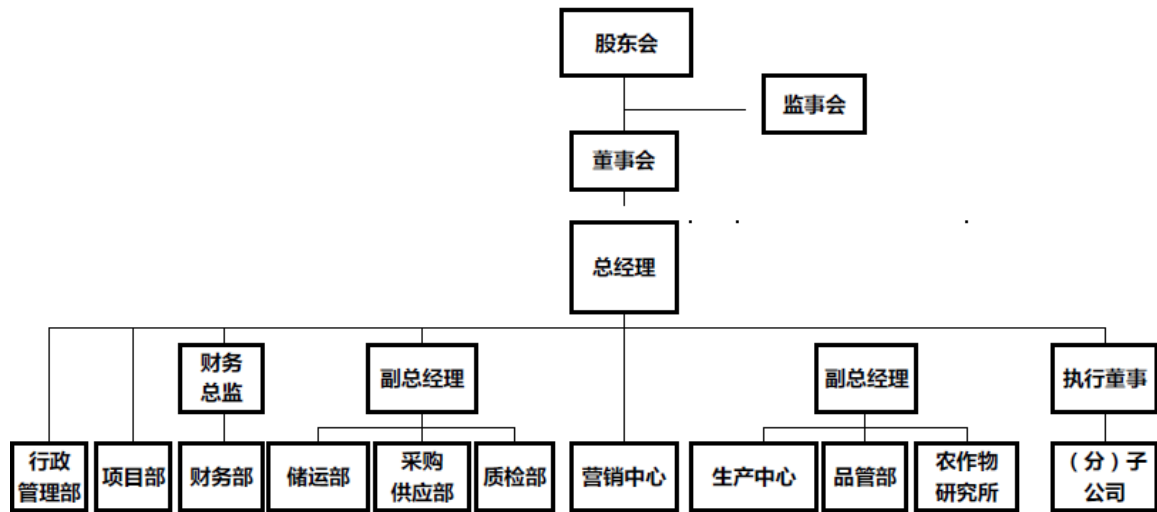 股东会
监事会
董事会
总经理
财务
总监
副总经理
副总经理
执行董事
行政
管理部
项目部
财务部
储运部
采购
供应部
质检部
营销中心
生产中心
品管部
农作物
研究所
（分）子
公司